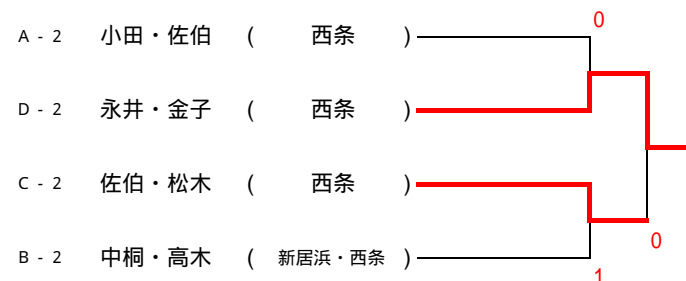 0
A - 2 小田・佐伯 ( 西条 )
D - 2 永井・金子 ( 西条 )
C - 2 佐伯・松木 ( 西条 )
0
B - 2 中桐・高木 ( 新居浜・西条 )
1